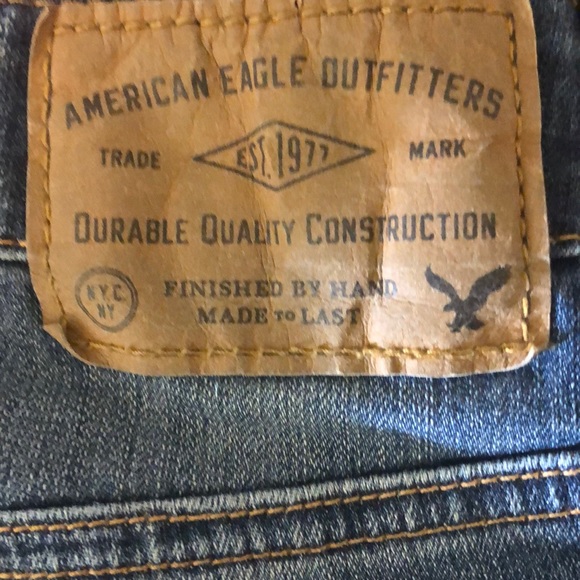 AMERICAN EAGLE OUTFITTERS
TRADE EST. 1977 MARK
DURABLE QUALITY CONSTRUCTION
N.Y.C.
NY
FINISHED BY HAND
MADE TO LAST